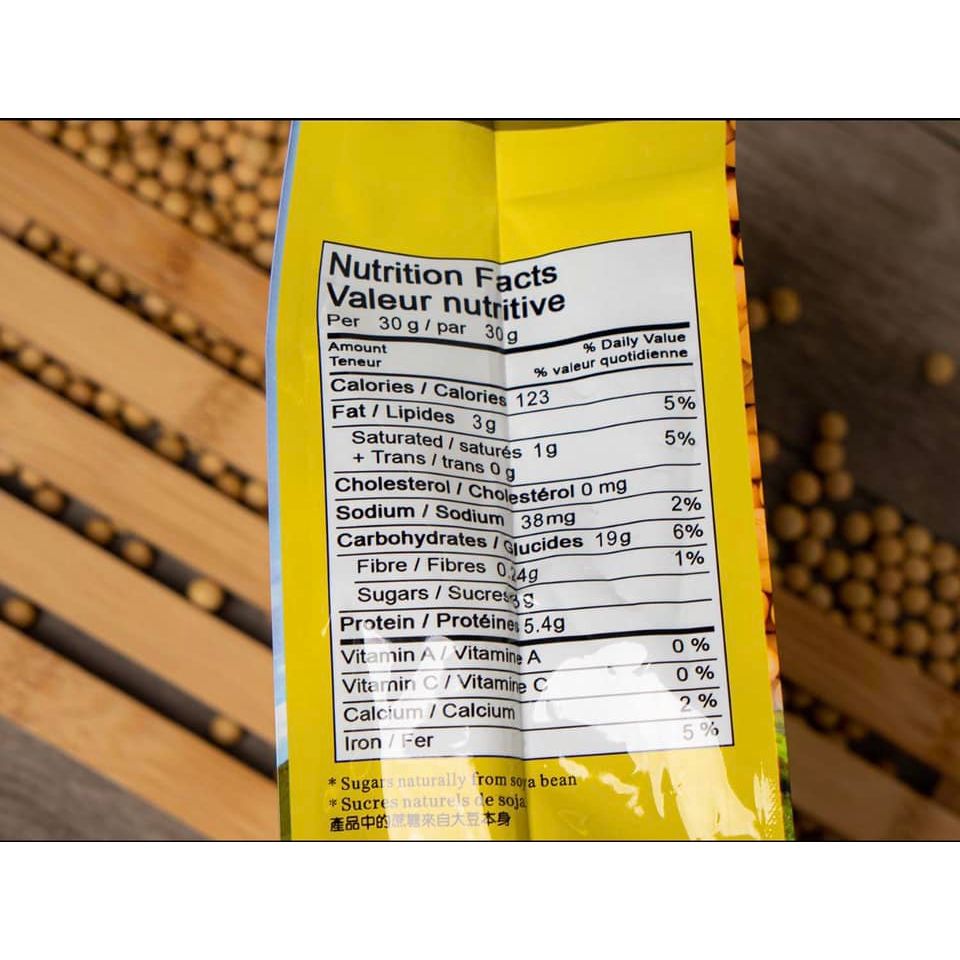 Nutrition Facts
Valeur nutritive
Per 30 g / par 30 g
Amount % Daily Value
Teneur % valeur quotidienne
Calories / Calories 123
Fat / Lipides 3 g 5%
Saturated / saturés 1 g 5%
+ Trans / trans 0 g
Cholesterol / Cholestérol 0 mg
Sodium / Sodium 38 mg 2%
Carbohydrates / Glucides 19g 6%
Fibre / Fibres 0.24g 1%
Sugars / Sucres g
Protein / Protéines 5.4g
Vitamin A / Vitamine A 0 %
Vitamin C / Vitamine C 0 %
Calcium / Calcium 2 %
Iron / Fer 5 %
* Sugars naturally from soya bean
* Sucres naturels de soja
產品中的蔗糖來自大豆本身